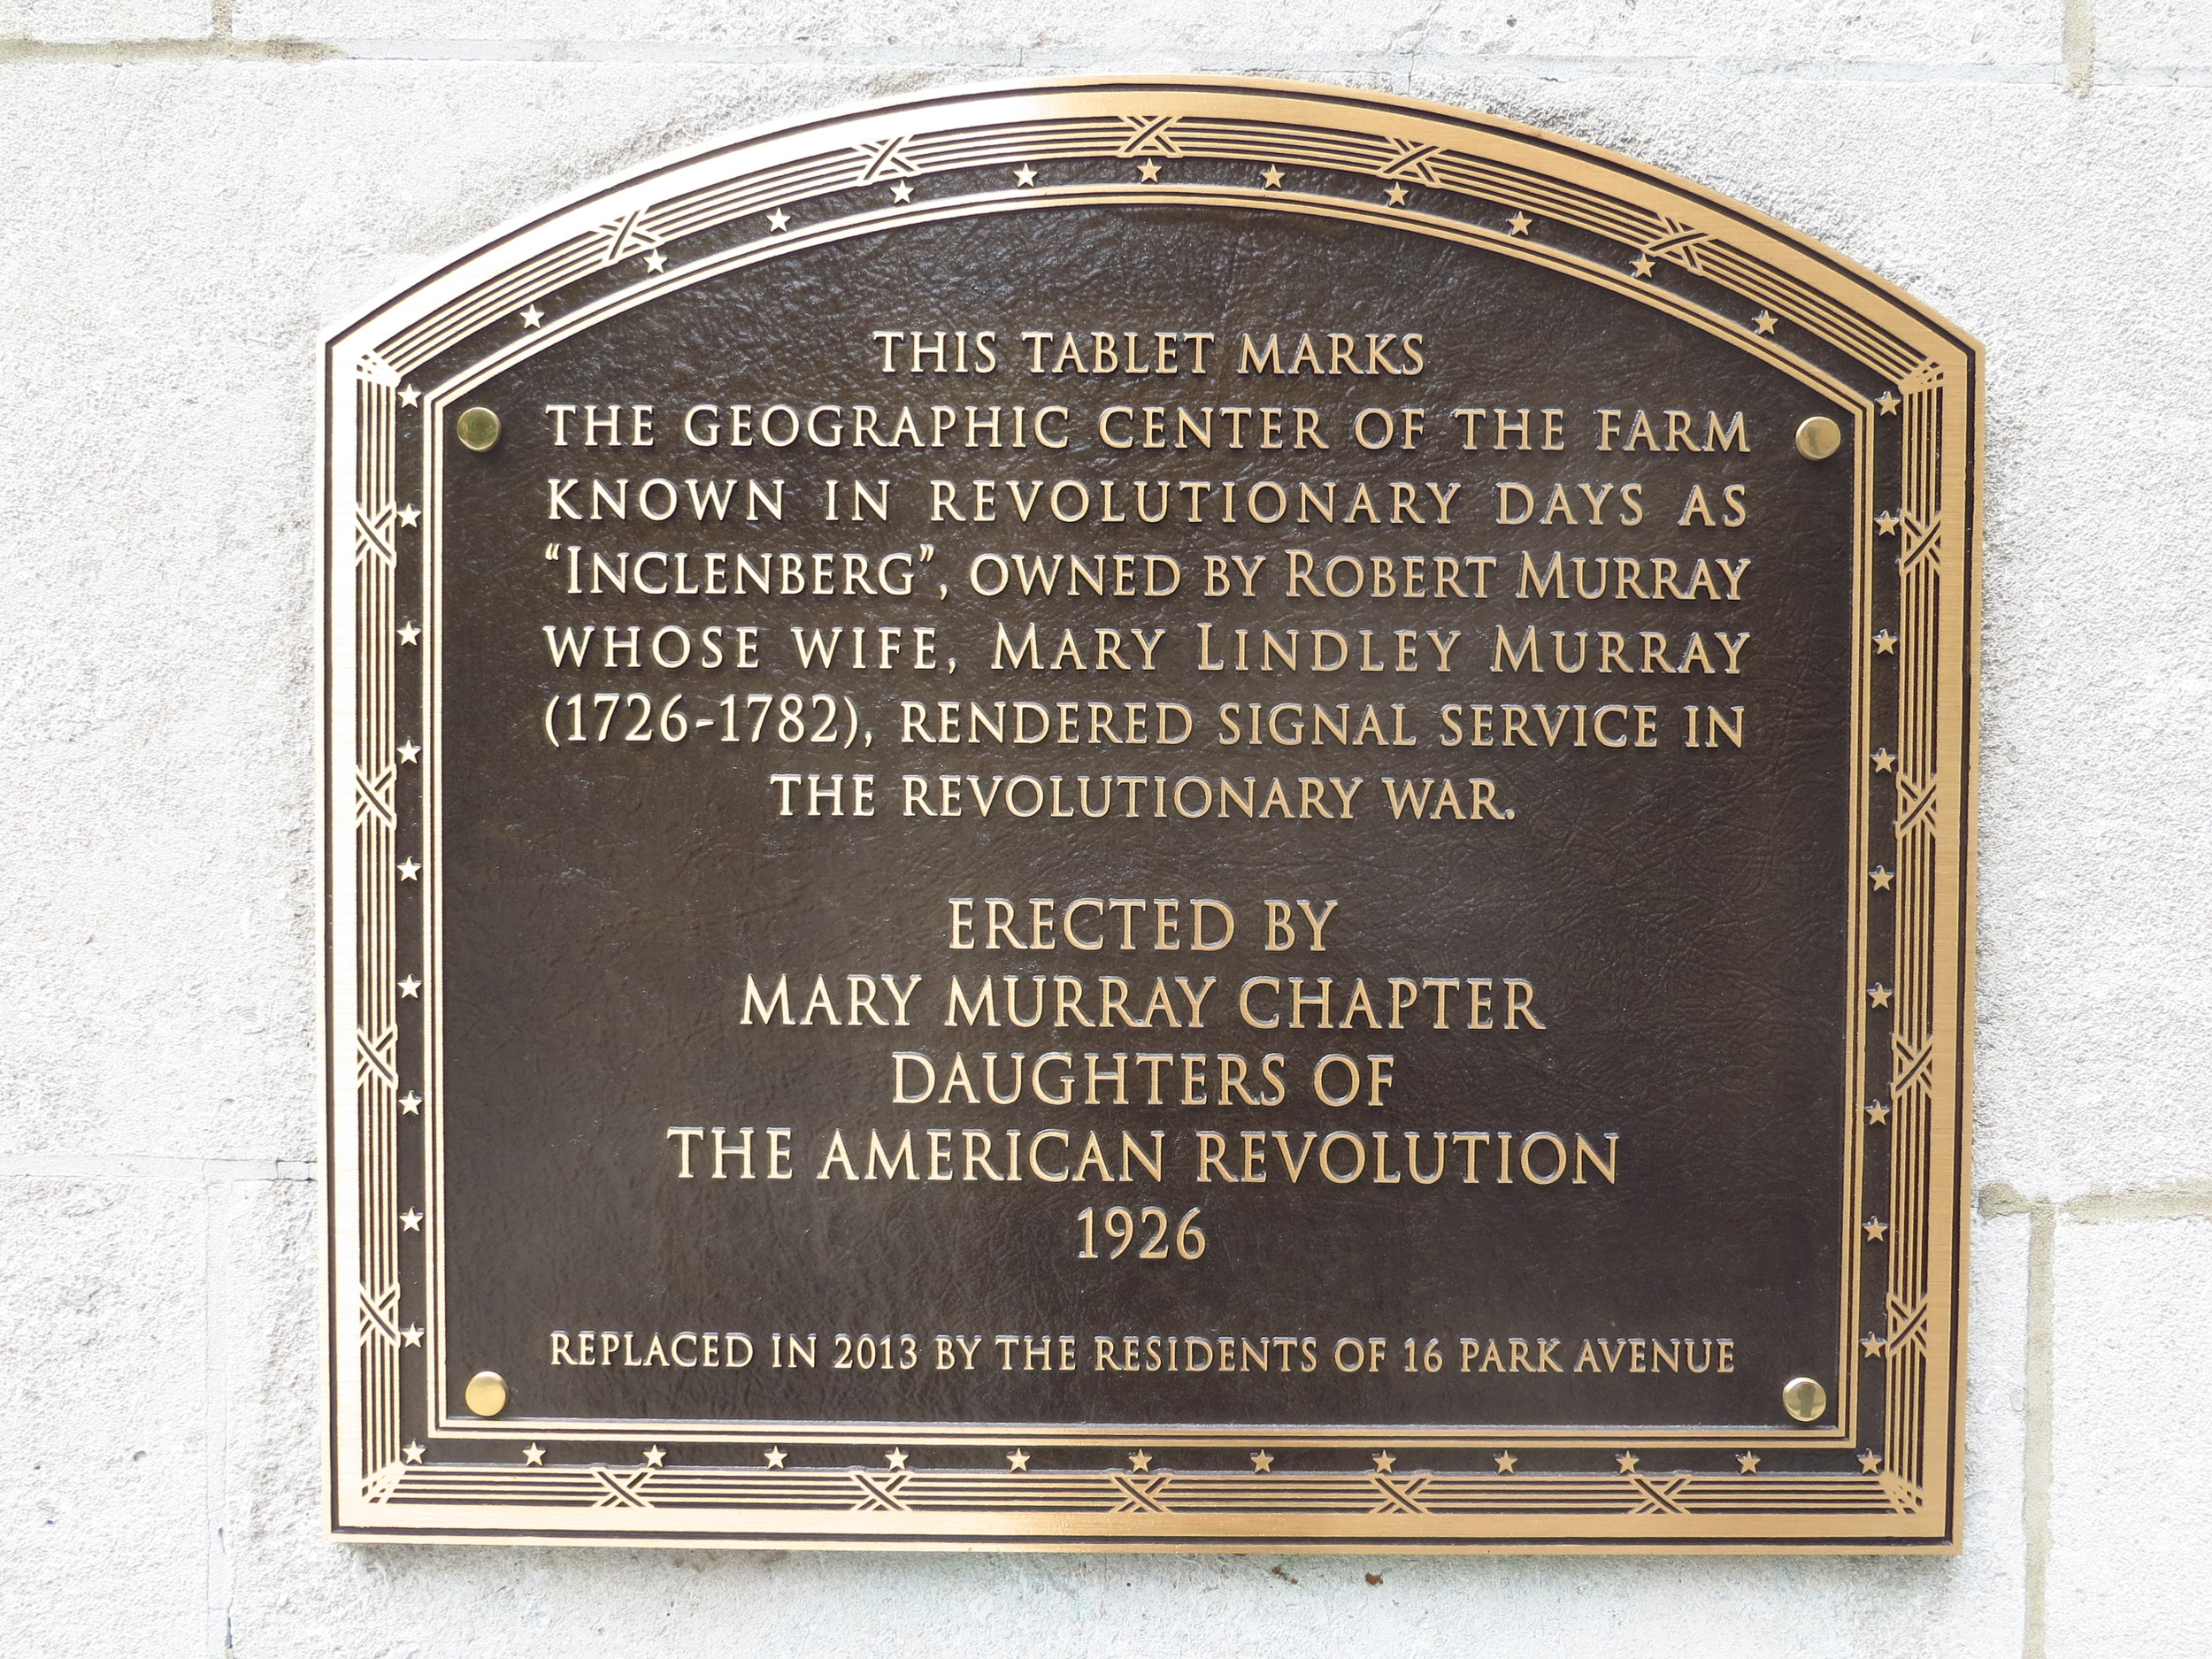 THIS TABLET MARKS
THE GEOGRAPHIC CENTER OF THE FARM
KNOWN IN REVOLUTIONARY DAYS AS
“INCLENBERG”, OWNED BY ROBERT MURRAY
WHOSE WIFE, MARY LINDLEY MURRAY
(1726-1782), RENDERED SIGNAL SERVICE IN
THE REVOLUTIONARY WAR.
ERECTED BY
MARY MURRAY CHAPTER
DAUGHTERS OF
THE AMERICAN REVOLUTION
1926
REPLACED IN 2013 BY THE RESIDENTS OF 16 PARK AVENUE